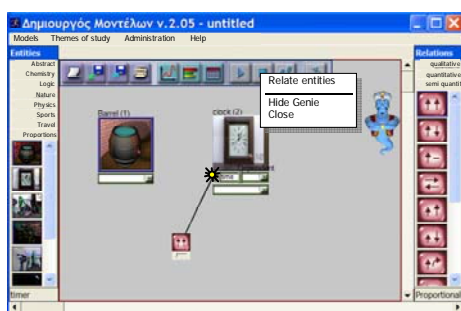 Δημιουργός Μοντέλων v.2.05 - untitled
Models Themes of study Administration Help
Entities
Abstract
Chemistry
Logic
Nature
Physics
Sports
Travel
Proportions
timer
Relate entities
Hide Genie
Close
Barrel (1)
clock (2)
time
Relations
qualitative
quantitative
semi quantit
Proportional